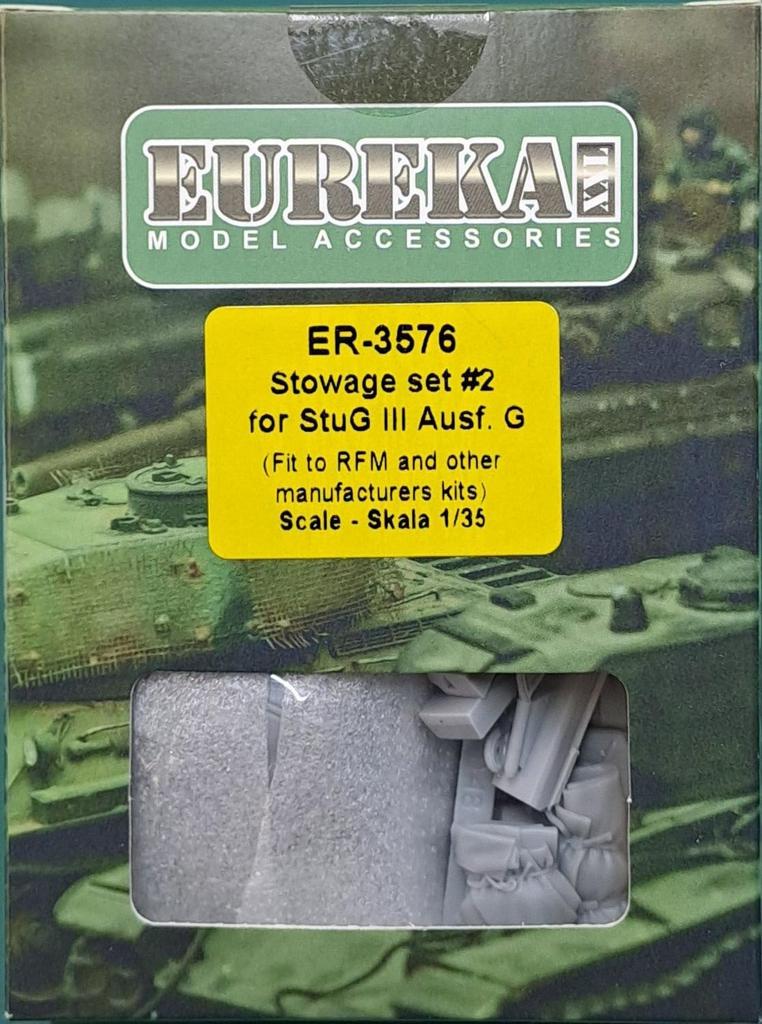 EUREKA XXL
MODEL ACCESSORIES
ER-3576
Stowage set #2
for StuG III Ausf. G
(Fit to RFM and other
manufacturers kits)
Scale - Skala 1/35